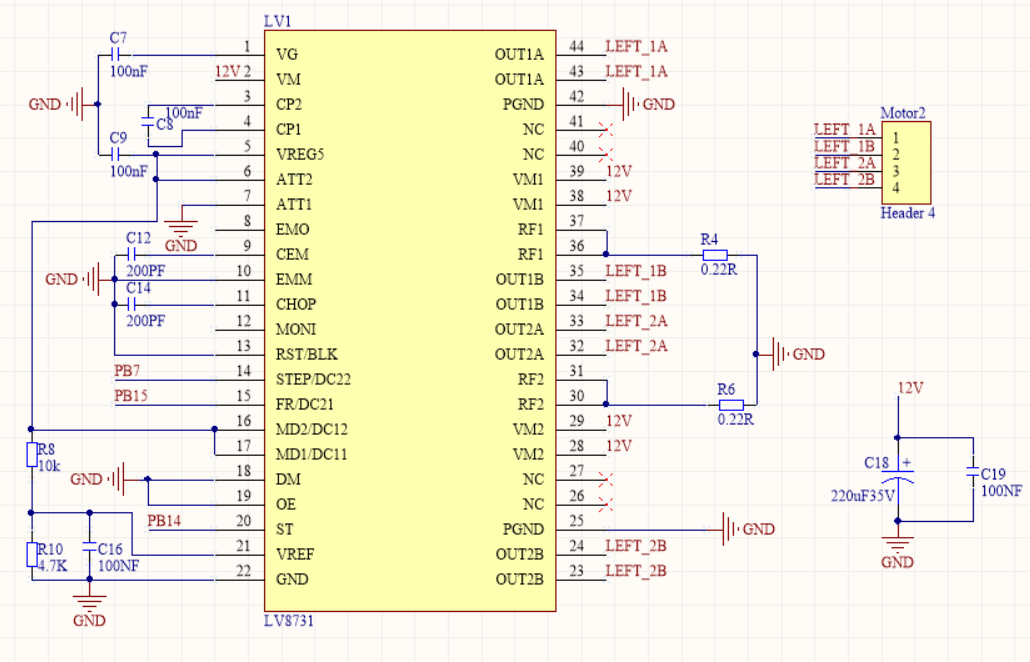 LV1
C7
100nF
GND
100nF
C8
C9
100nF
12V
1 VG
2 VM
3 CP2
4 CP1
5 VREG5
6 ATT2
7 ATT1
GND
8 EMO
9 CEM
10 EMM
11 CHOP
12 MONI
13 RST/BLK
14 STEP/DC22
15 FR/DC21
16 MD2/DC12
17 MD1/DC11
18 DM
19 OE
20 ST
21 VREF
22 GND
C12
200PF
GND
C14
200PF
PB7
PB15
R8
10k
GND
PB14
R10
4.7K
C16
100NF
GND
LV8731
OUT1A 44 LEFT_1A
OUT1A 43 LEFT_1A
PGND 42 GND
NC 41
NC 40
VM1 39 12V
VM1 38 12V
RF1 37
RF1 36
OUT1B 35 LEFT_1B
OUT1B 34 LEFT_1B
OUT2A 33 LEFT_2A
OUT2A 32 LEFT_2A
RF2 31
RF2 30
VM2 29 12V
VM2 28 12V
NC 27
NC 26
PGND 25 GND
OUT2B 24 LEFT_2B
OUT2B 23 LEFT_2B
R4
0.22R
GND
R6
0.22R
Motor2
LEFT_1A 1
LEFT_1B 2
LEFT_2A 3
LEFT_2B 4
Header 4
12V
C18 +
220uF35V
C19
100NF
GND